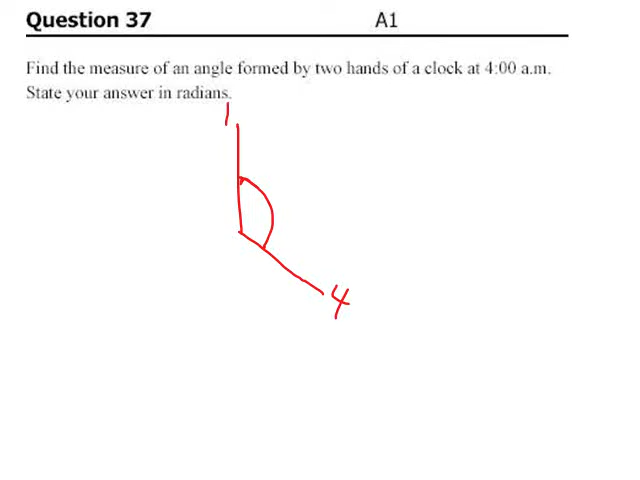 Question 37 A1
Find the measure of an angle formed by two hands of a clock at 4:00 a.m.
State your answer in radians.
1
4